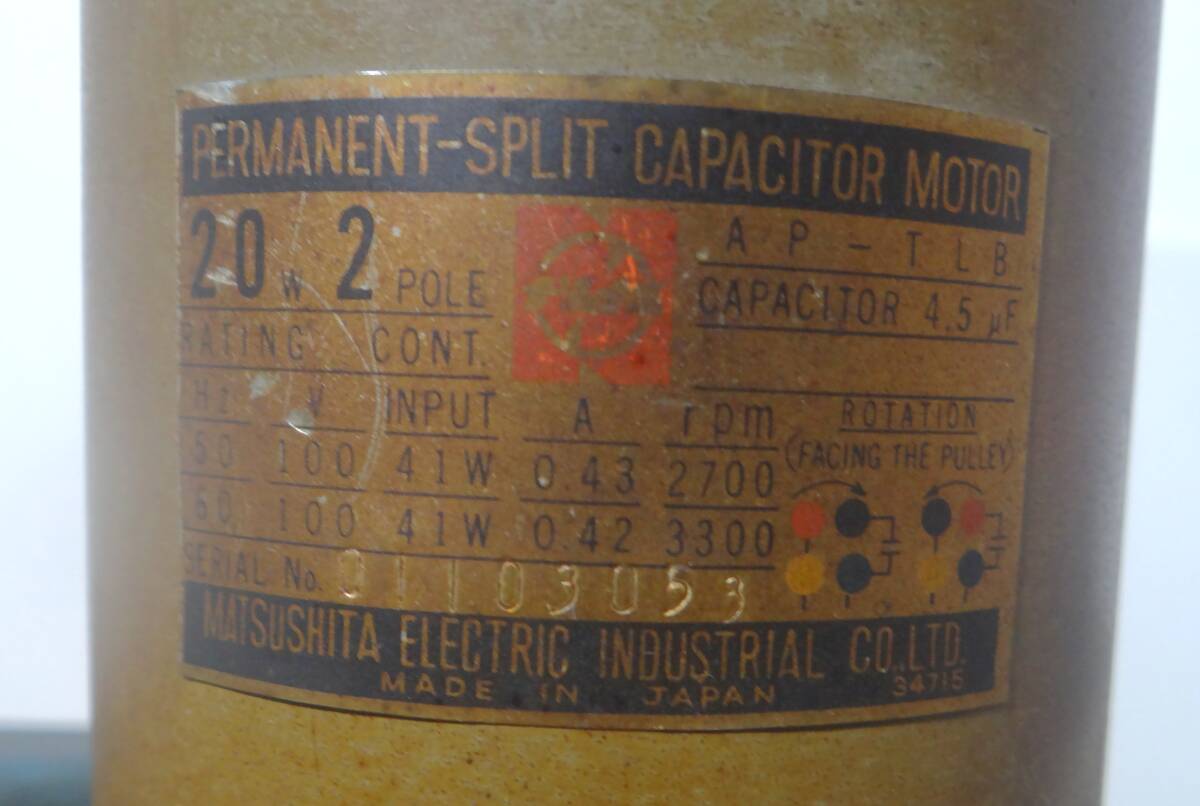 PERMANENT-SPLIT CAPACITOR MOTOR
20 W 2 POLE
RATING CONT.
AP-TLB
CAPACITOR 4.5 μF
Hz V INPUT A rpm
50 100 41W 0.43 2700
60 100 41W 0.42 3300
ROTATION
(FACING THE PULLEY)
SERIAL No. 01103053
MATSUSHITA ELECTRIC INDUSTRIAL CO.,LTD.
MADE IN JAPAN 34715